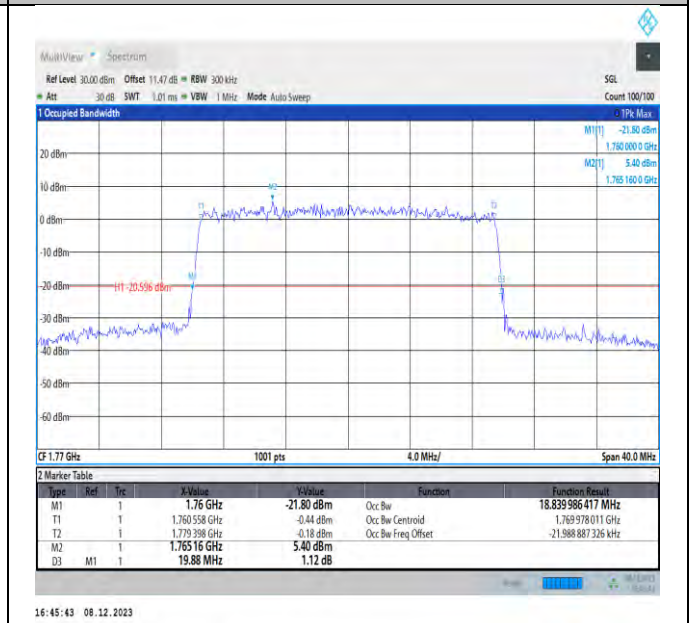 MultiView Spectrum
Ref Level 30.00 dBm Offset 11.47 dB RBW 300 kHz SGL
Att 30 dB SWT 1.01 ms VBW 1 MHz Mode Auto Sweep Count 100/100
1 Occupied Bandwidth 1Pk Max
M1[1] -21.80 dBm
1.760 000 0 GHz
M2[1] 5.40 dBm
1.765 160 0 GHz
20 dBm
10 dBm
M2
T1 T2
0 dBm
-10 dBm
M1 D3
-20 dBm
H1 -20.596 dBm
-30 dBm
-40 dBm
-50 dBm
-60 dBm
CF 1.77 GHz 1001 pts 4.0 MHz/ Span 40.0 MHz
2 Marker Table
Type Ref Trc X-Value Y-Value Function Function Result
M1 1 1.76 GHz -21.80 dBm Occ Bw 18.839 986 417 MHz
T1 1 1.760 558 GHz -0.44 dBm Occ Bw Centroid 1.769 978 011 GHz
T2 1 1.779 398 GHz -0.18 dBm Occ Bw Freq Offset -21.988 887 326 kHz
M2 1 1.765 16 GHz 5.40 dBm
D3 M1 1 19.88 MHz 1.12 dB
16:45:43 08.12.2023